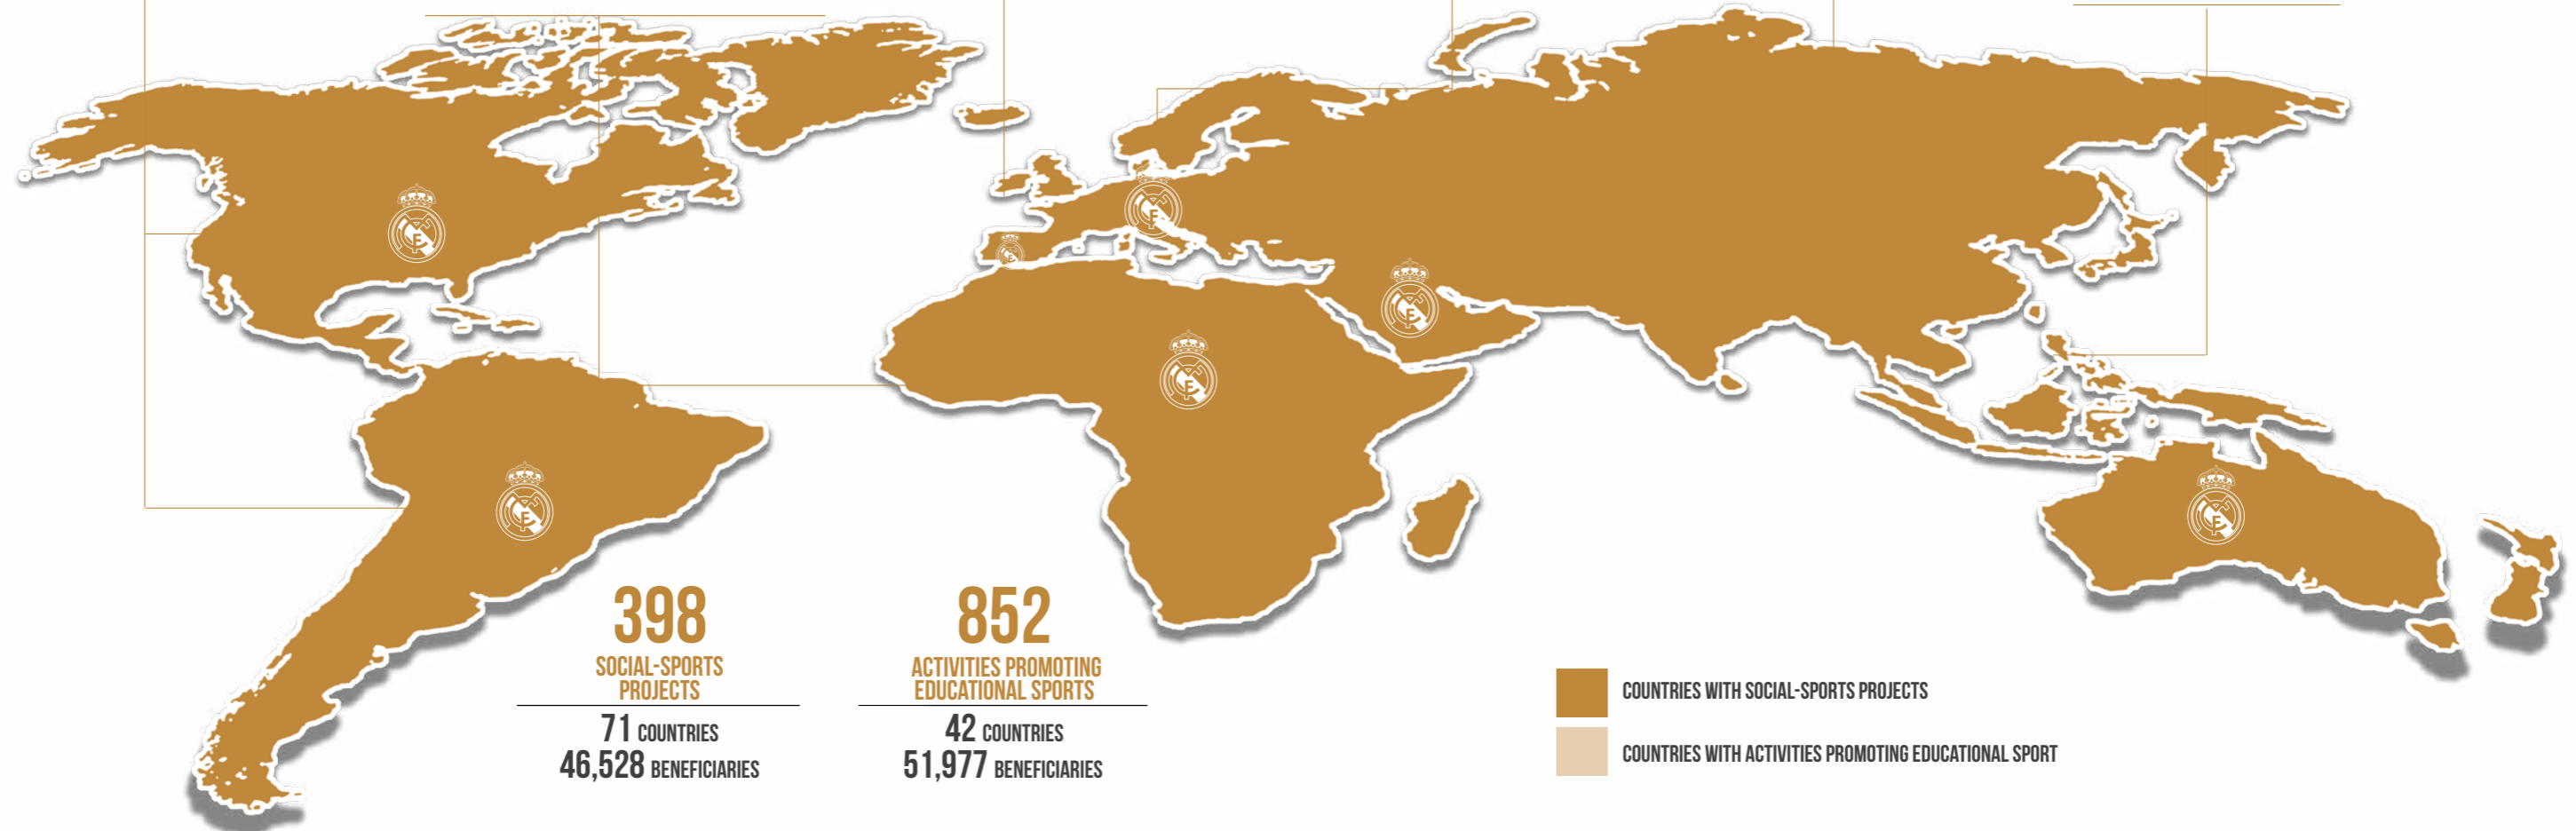 398
SOCIAL-SPORTS
PROJECTS
71 COUNTRIES
46,528 BENEFICIARIES
852
ACTIVITIES PROMOTING
EDUCATIONAL SPORTS
42 COUNTRIES
51,977 BENEFICIARIES
COUNTRIES WITH SOCIAL-SPORTS PROJECTS
COUNTRIES WITH ACTIVITIES PROMOTING EDUCATIONAL SPORT